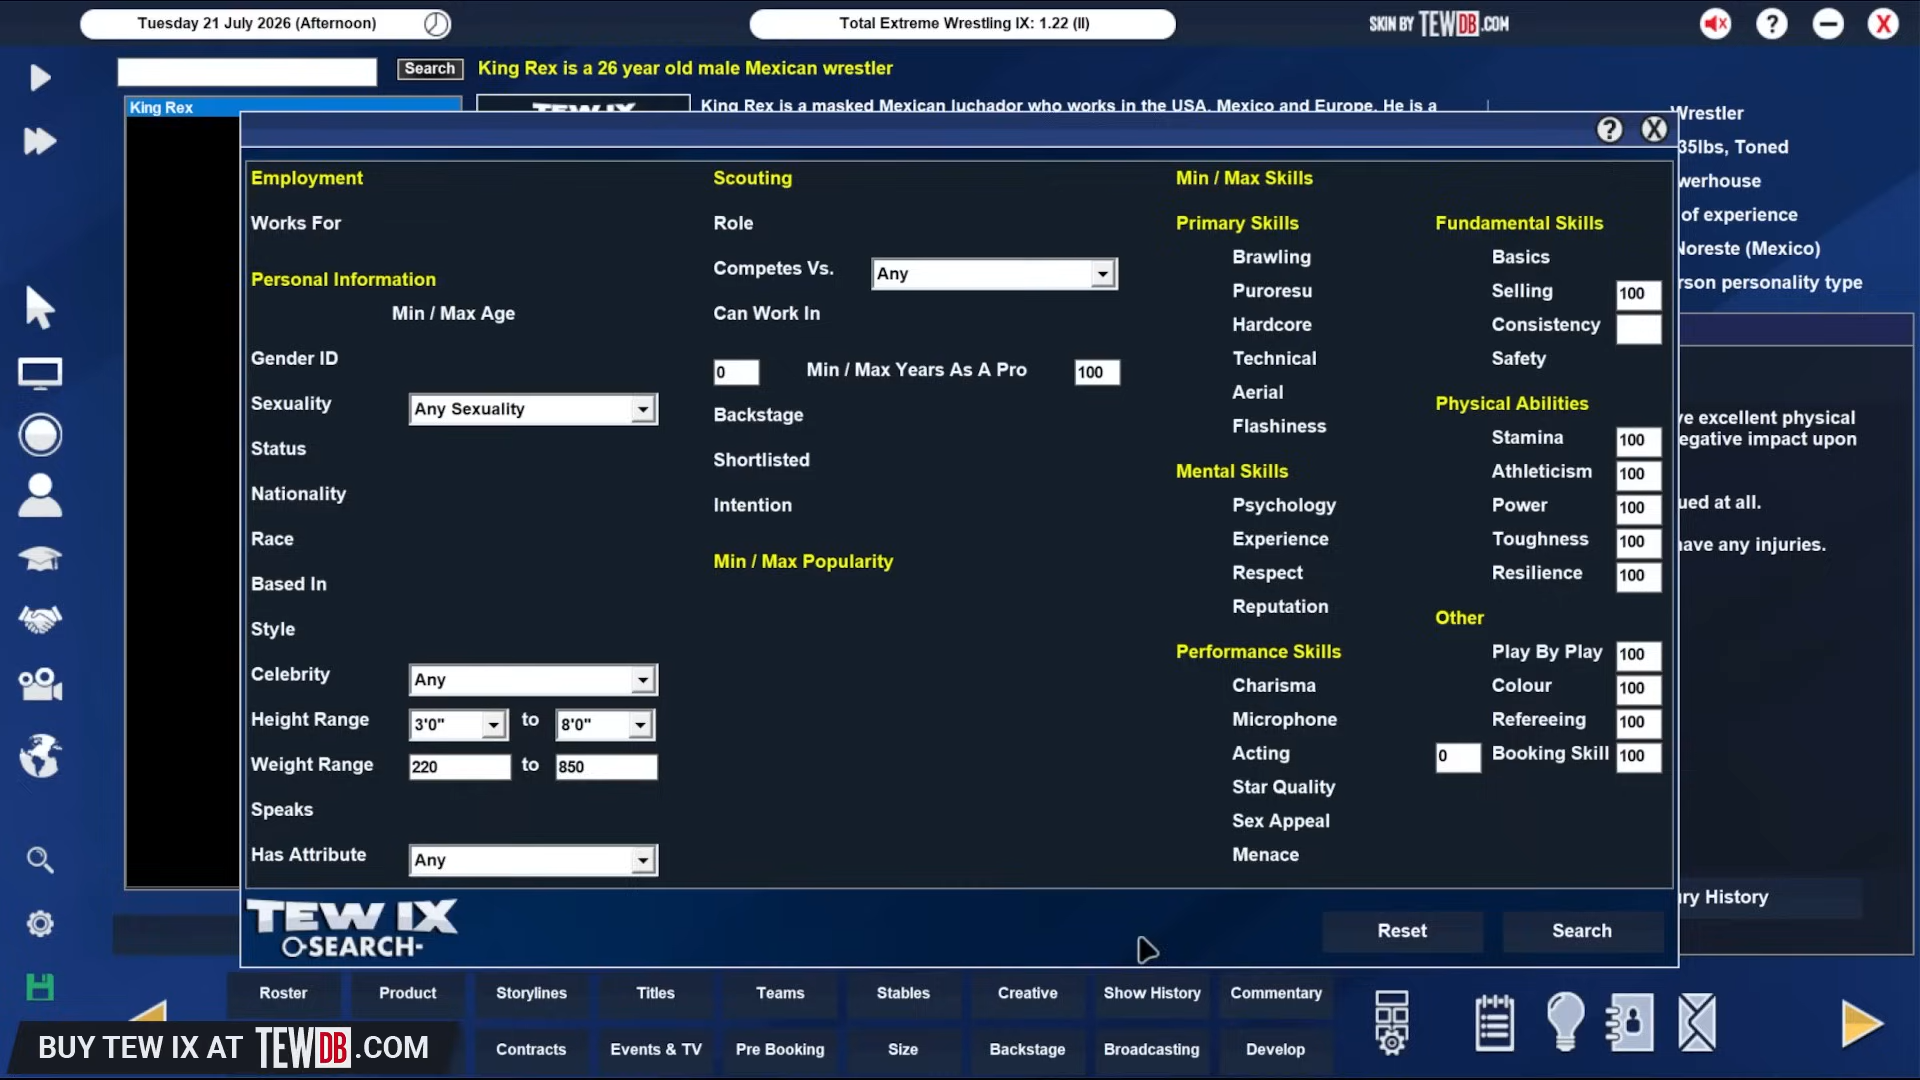 Tuesday 21 July 2026 (Afternoon)
Total Extreme Wrestling IX: 1.22 (II)
SKIN BY TEWDB.COM
Search
King Rex is a 26 year old male Mexican wrestler
King Rex
TEW IX
King Rex is a masked Mexican luchador who works in the USA, Mexico and Europe. He is a
Wrestler
35lbs, Toned
werhouse
of experience
Noreste (Mexico)
rson personality type
ve excellent physical
egative impact upon
ued at all.
have any injuries.
ury History
Employment
Works For
Personal Information
Min / Max Age
Gender ID
Sexuality
Any Sexuality
Status
Nationality
Race
Based In
Style
Celebrity
Any
Height Range
3'0"
to
8'0"
Weight Range
220
to
850
Speaks
Has Attribute
Any
Scouting
Role
Competes Vs.
Any
Can Work In
0
Min / Max Years As A Pro
100
Backstage
Shortlisted
Intention
Min / Max Popularity
Min / Max Skills
Primary Skills
Brawling
Puroresu
Hardcore
Technical
Aerial
Flashiness
Mental Skills
Psychology
Experience
Respect
Reputation
Performance Skills
Charisma
Microphone
Acting
Star Quality
Sex Appeal
Menace
Fundamental Skills
Basics
Selling
100
Consistency
Safety
Physical Abilities
Stamina
100
Athleticism
100
Power
100
Toughness
100
Resilience
100
Other
Play By Play
100
Colour
100
Refereeing
100
0
Booking Skill
100
TEW IX
-SEARCH-
Reset
Search
Roster
Product
Storylines
Titles
Teams
Stables
Creative
Show History
Commentary
Contracts
Events & TV
Pre Booking
Size
Backstage
Broadcasting
Develop
BUY TEW IX AT TEWDB.COM